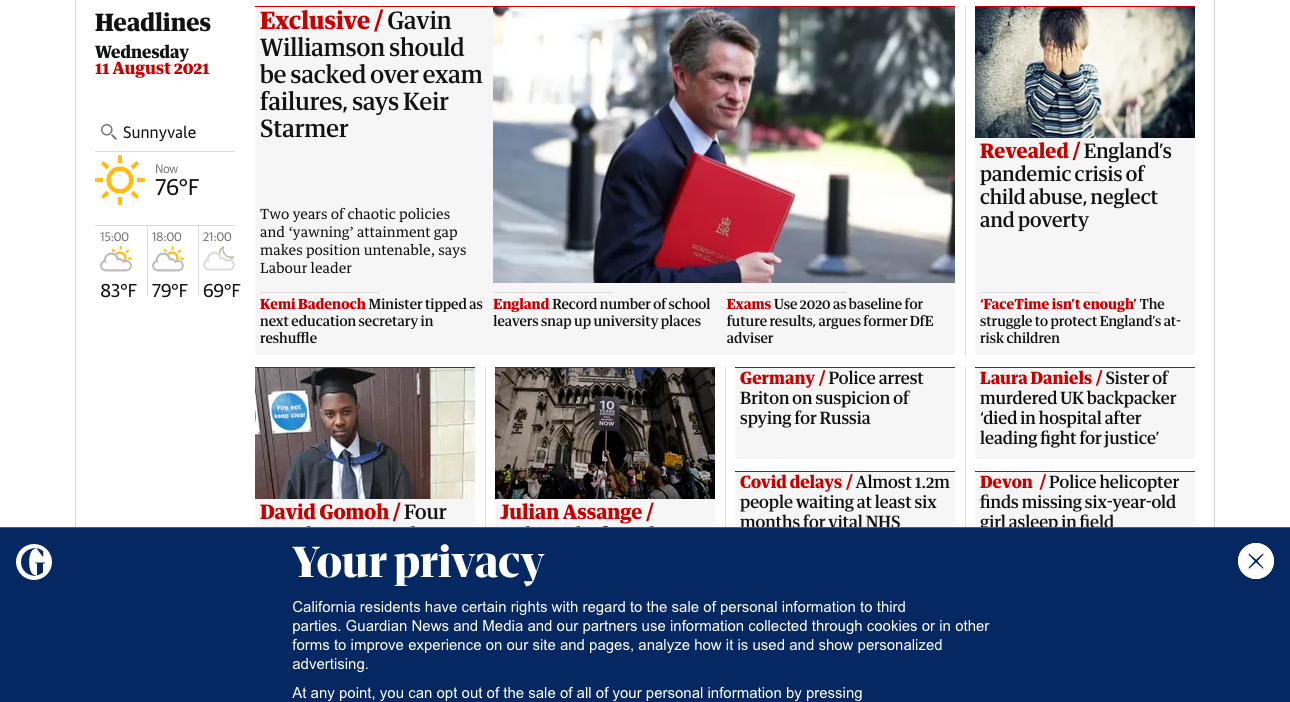 Headlines
Wednesday
11 August 2021
Sunnyvale
Now
76°F
15:00
18:00
21:00
83°F
79°F
69°F
Exclusive / Gavin
Williamson should
be sacked over exam
failures, says Keir
Starmer
Two years of chaotic policies
and ‘yawning’ attainment gap
makes position untenable, says
Labour leader
Kemi Badenoch Minister tipped as
next education secretary in
reshuffle
England Record number of school
leavers snap up university places
Exams Use 2020 as baseline for
future results, argues former DfE
adviser
Revealed / England’s
pandemic crisis of
child abuse, neglect
and poverty
‘FaceTime isn’t enough’ The
struggle to protect England’s at-
risk children
Fire exit
keep clear
David Gomoh / Four
10
YEARS
NOW
Julian Assange /
Germany / Police arrest
Briton on suspicion of
spying for Russia
Covid delays / Almost 1.2m
people waiting at least six
months for vital NHS
Laura Daniels / Sister of
murdered UK backpacker
‘died in hospital after
leading fight for justice’
Devon / Police helicopter
finds missing six-year-old
girl asleep in field
G
Your privacy
California residents have certain rights with regard to the sale of personal information to third
parties. Guardian News and Media and our partners use information collected through cookies or in other
forms to improve experience on our site and pages, analyze how it is used and show personalized
advertising.
At any point, you can opt out of the sale of all of your personal information by pressing